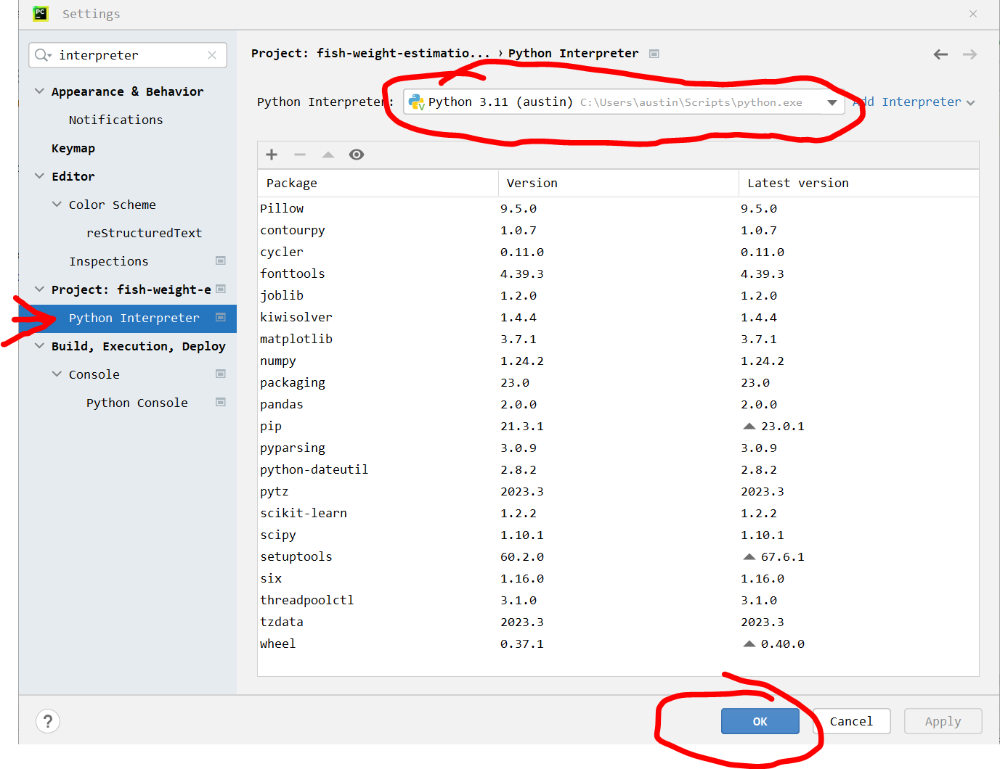 PC Settings
interpreter
Appearance & Behavior
Notifications
Keymap
Editor
Color Scheme
reStructuredText
Inspections
Project: fish-weight-e
Python Interpreter
Build, Execution, Deploy
Console
Python Console
Project: fish-weight-estimatio... › Python Interpreter
Python Interpreter: Python 3.11 (austin) C:\Users\austin\Scripts\python.exe Add Interpreter
Package Version Latest version
Pillow 9.5.0 9.5.0
contourpy 1.0.7 1.0.7
cycler 0.11.0 0.11.0
fonttools 4.39.3 4.39.3
joblib 1.2.0 1.2.0
kiwisolver 1.4.4 1.4.4
matplotlib 3.7.1 3.7.1
numpy 1.24.2 1.24.2
packaging 23.0 23.0
pandas 2.0.0 2.0.0
pip 21.3.1 23.0.1
pyparsing 3.0.9 3.0.9
python-dateutil 2.8.2 2.8.2
pytz 2023.3 2023.3
scikit-learn 1.2.2 1.2.2
scipy 1.10.1 1.10.1
setuptools 60.2.0 67.6.1
six 1.16.0 1.16.0
threadpoolctl 3.1.0 3.1.0
tzdata 2023.3 2023.3
wheel 0.37.1 0.40.0
? OK Cancel Apply